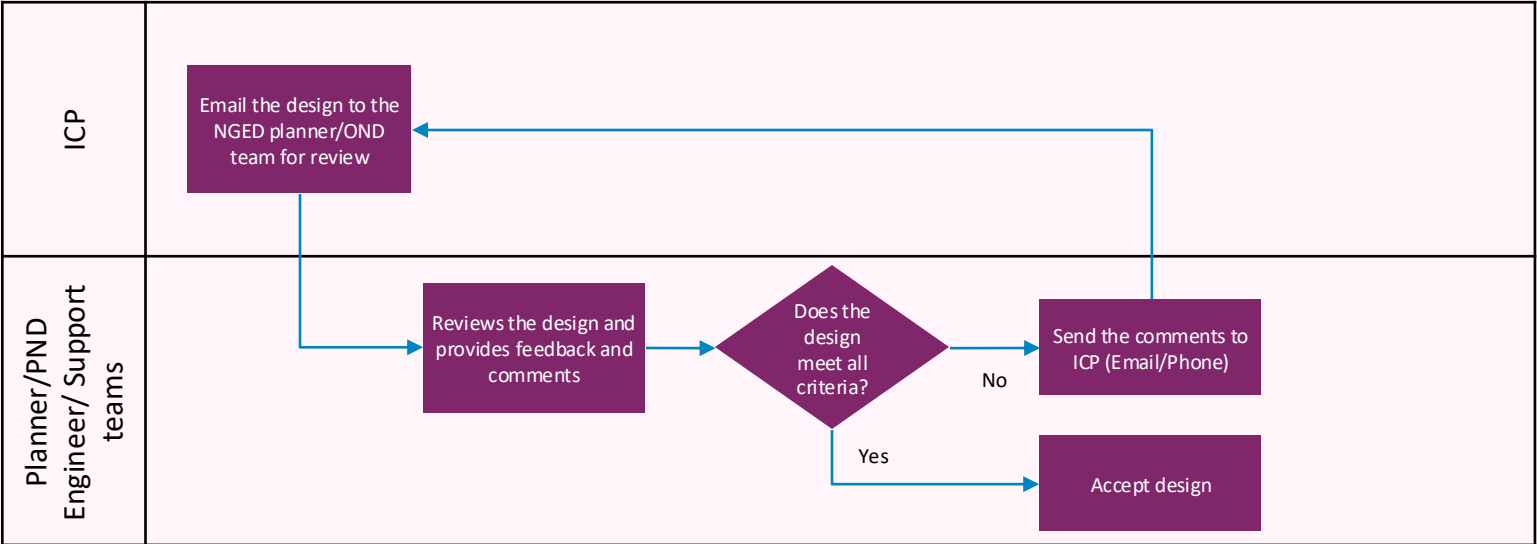 ICP
Email the design to the
NGED planner/OND
team for review
Planner/PND
Engineer/ Support
teams
Reviews the design and
provides feedback and
comments
Does the
design
meet all
criteria?
No
Send the comments to
ICP (Email/Phone)
Yes
Accept design